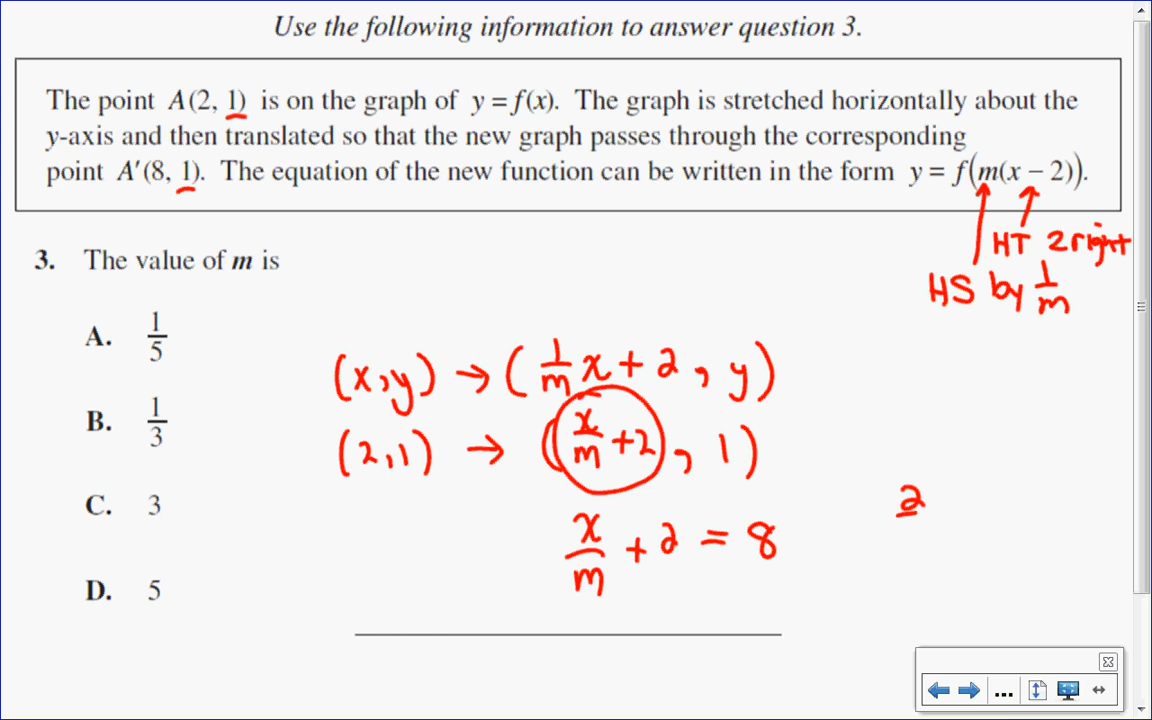 Use the following information to answer question 3.
The point A(2, 1) is on the graph of y = f(x). The graph is stretched horizontally about the
y-axis and then translated so that the new graph passes through the corresponding
point A′(8, 1). The equation of the new function can be written in the form y = f(m(x − 2)).
HT 2 right
HS by 1/m
3. The value of m is
A. 1/5
B. 1/3
C. 3
D. 5
(x,y) → (1/m x + 2, y)
(2,1) → (x/m + 2, 1)
x/m + 2 = 8
2
...